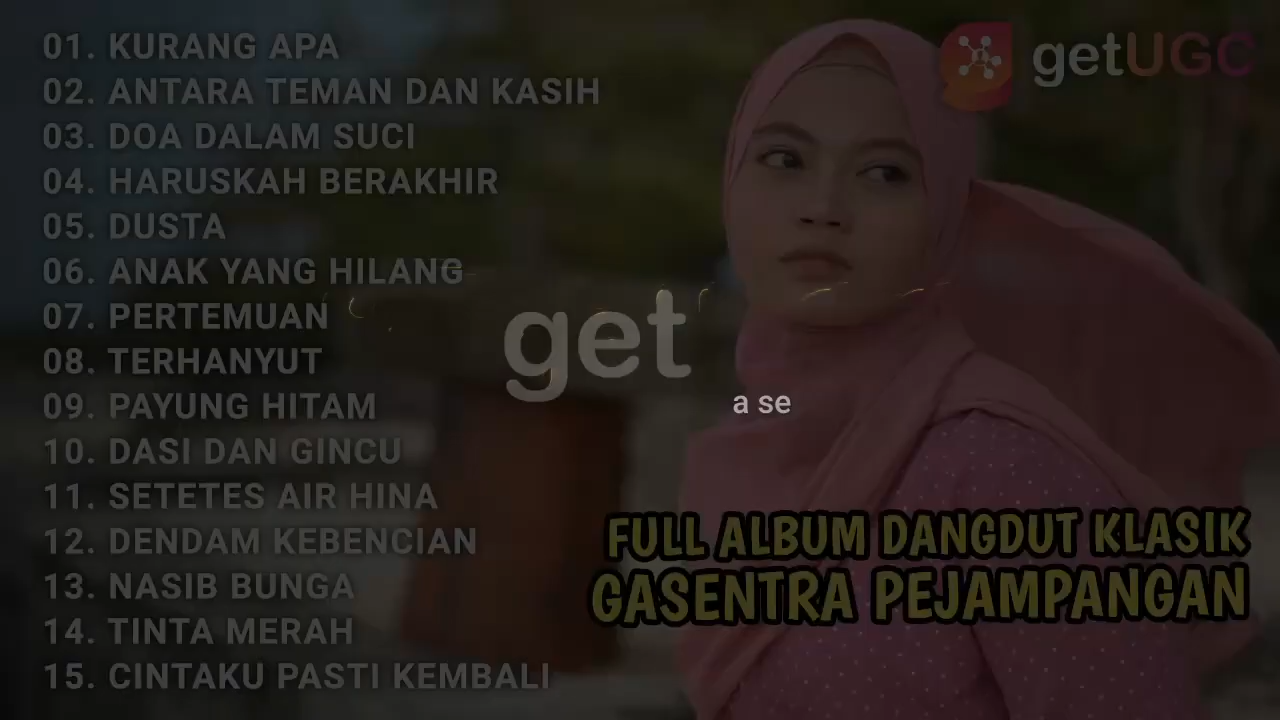 01. KURANG APA
02. ANTARA TEMAN DAN KASIH
03. DOA DALAM SUCI
04. HARUSKAH BERAKHIR
05. DUSTA
06. ANAK YANG HILANG
07. PERTEMUAN
08. TERHANYUT
09. PAYUNG HITAM
10. DASI DAN GINCU
11. SETETES AIR HINA
12. DENDAM KEBENCIAN
13. NASIB BUNGA
14. TINTA MERAH
15. CINTAKU PASTI KEMBALI
getUGC
get
a se
FULL ALBUM DANGDUT KLASIK
GASENTRA PEJAMPANGAN